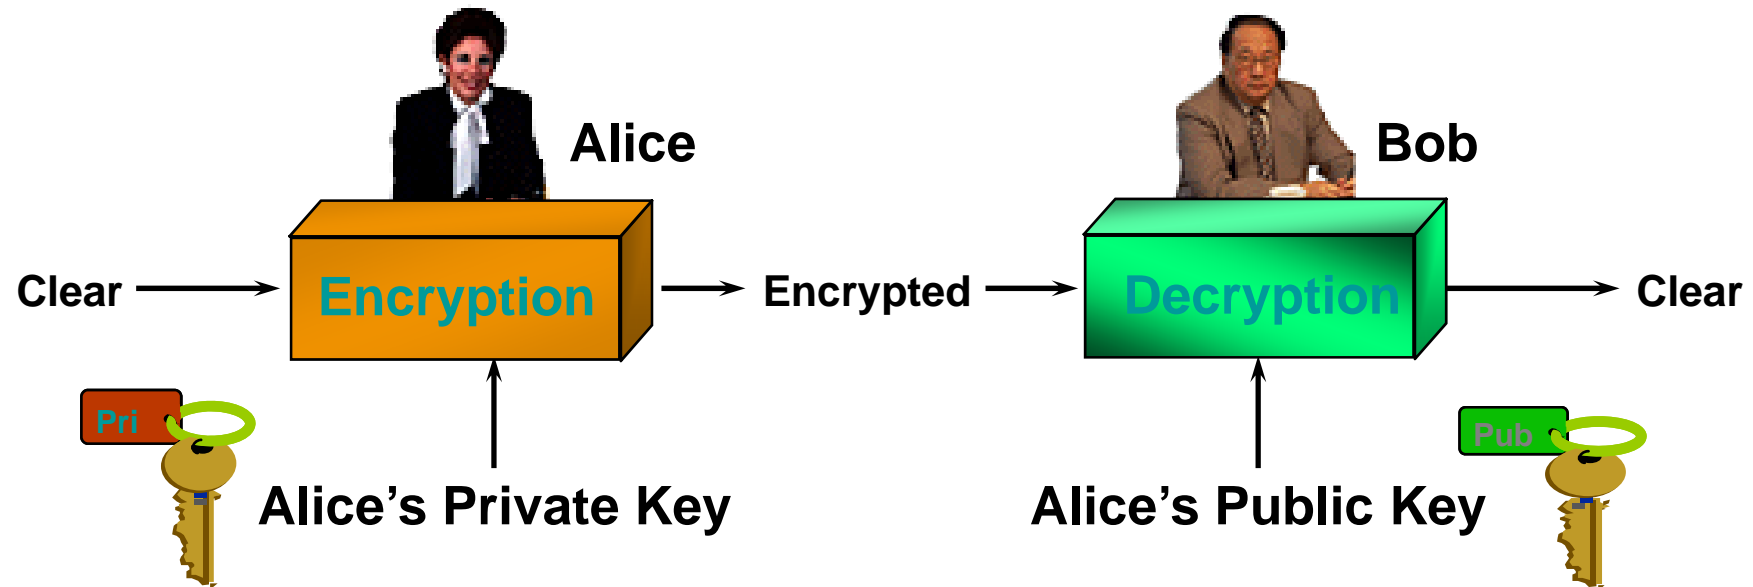 Alice
Bob
Clear
Encryption
Encrypted
Decryption
Clear
Pri
Pub
Alice’s Private Key
Alice’s Public Key